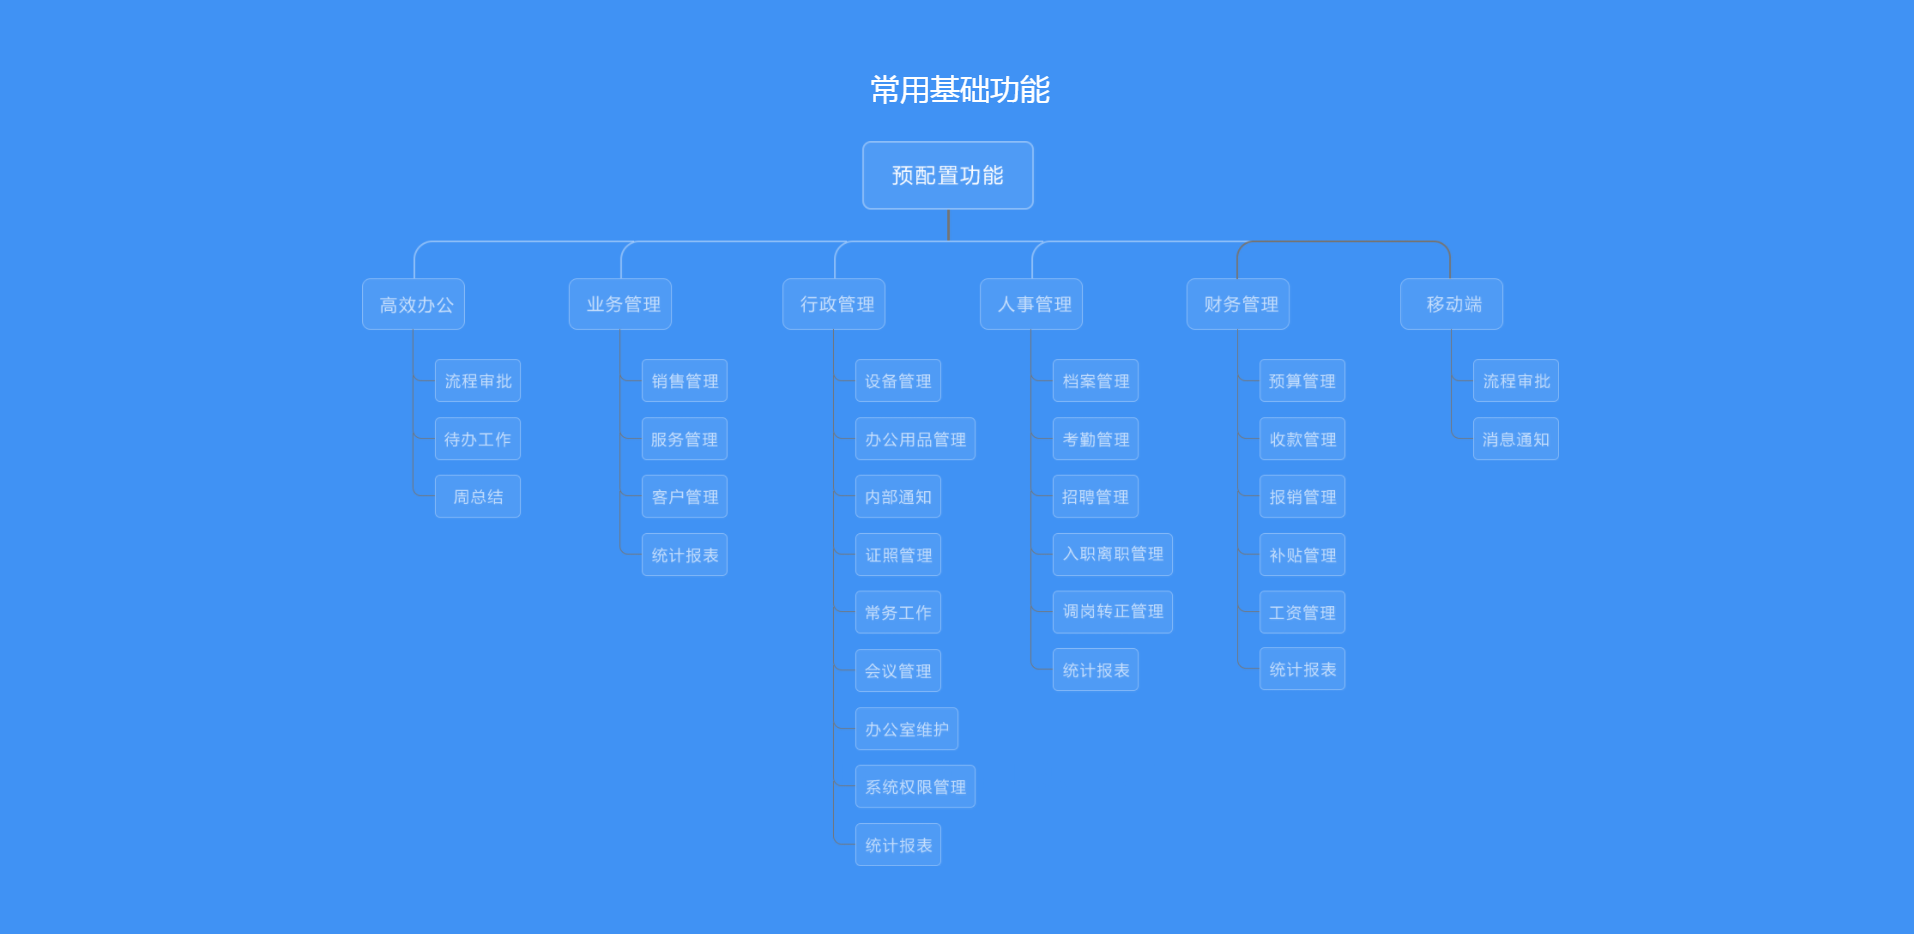 常用基础功能
预配置功能
高效办公
流程审批
待办工作
周总结
业务管理
销售管理
服务管理
客户管理
统计报表
行政管理
设备管理
办公用品管理
内部通知
证照管理
常务工作
会议管理
办公室维护
系统权限管理
统计报表
人事管理
档案管理
考勤管理
招聘管理
入职离职管理
调岗转正管理
统计报表
财务管理
预算管理
收款管理
报销管理
补贴管理
工资管理
统计报表
移动端
流程审批
消息通知